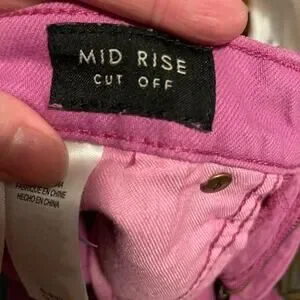 MID RISE
CUT OFF
FABRIQUÉ EN CHINE
HECHO EN CHINA